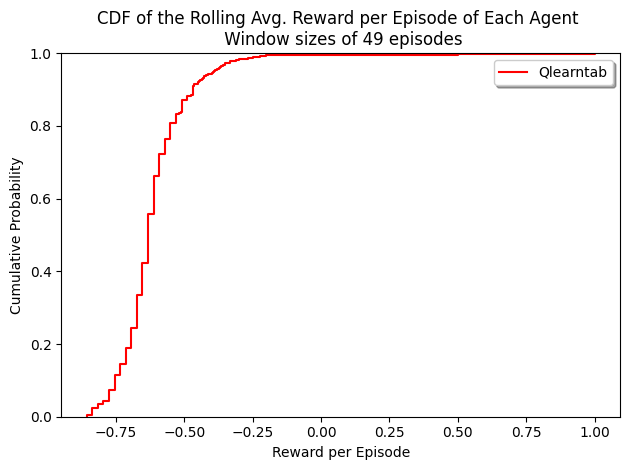 CDF of the Rolling Avg. Reward per Episode of Each Agent
Window sizes of 49 episodes
Qlearntab
1.0
0.8
0.6
0.4
0.2
0.0
Cumulative Probability
−0.75 −0.50 −0.25 0.00 0.25 0.50 0.75 1.00
Reward per Episode